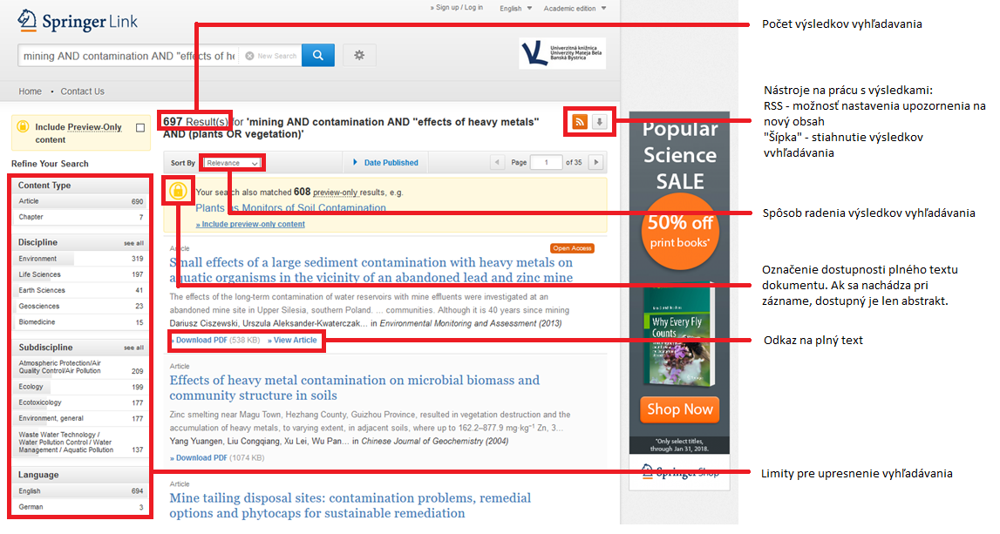 » Sign up / Log in
English
Academic edition
Springer Link
mining AND contamination AND "effects of he
New Search
Univerzitná knižnica
Univerzity Mateja Bela
Banská Bystrica
Home • Contact Us
Include Preview-Only
content
697 Result(s) for 'mining AND contamination AND "effects of heavy metals"
AND (plants OR vegetation)'
Refine Your Search
Content Type
Article 690
Chapter 7
Discipline see all
Environment 319
Life Sciences 197
Earth Sciences 41
Geosciences 23
Biomedicine 15
Subdiscipline see all
Atmospheric Protection/Air
Quality Control/Air Pollution 209
Ecology 199
Ecotoxicology 177
Environment, general 177
Waste Water Technology /
Water Pollution Control / Water
Management / Aquatic Pollution 137
Language
English 694
German 3
Sort By Relevance Date Published Page 1 of 35
Your search also matched 608 preview-only results, e.g.
Plants as Monitors of Soil Contamination
» Include preview-only content
Article
Open Access
Small effects of a large sediment contamination with heavy metals on
aquatic organisms in the vicinity of an abandoned lead and zinc mine
The effects of the long-term contamination of water reservoirs with mine effluents were investigated at an
abandoned mine site in Upper Silesia, southern Poland. ... communities. Although it is 40 years since mining
Dariusz Ciszewski, Urszula Aleksander-Kwaterczak... in Environmental Monitoring and Assessment (2013)
» Download PDF (538 KB) » View Article
Article
Effects of heavy metal contamination on microbial biomass and
community structure in soils
Zinc smelting near Magu Town, Hezhang County, Guizhou Province, resulted in vegetation destruction and the
accumulation of heavy metals, to varying extent, in adjacent soils, where up to 162.2–877.9 mg·kg⁻¹ Zn, 3...
Yang Yuangen, Liu Congqiang, Xu Lei, Wu Pan... in Chinese Journal of Geochemistry (2004)
» Download PDF (1074 KB)
Article
Mine tailing disposal sites: contamination problems, remedial
options and phytocaps for sustainable remediation
Popular
Science
SALE
50% off
print books*
Why Every Fly
Counts
Shop Now
*Only select titles,
through Jan 31, 2018.
Springer Shop
Počet výsledkov vyhľadavania
Nástroje na prácu s výsledkami:
RSS - možnosť nastavenia upozornenia na
nový obsah
"Šípka" - stiahnutie výsledkov
vvhľadávania
Spôsob radenia výsledkov vyhľadávania
Označenie dostupnosti plného textu
dokumentu. Ak sa nachádza pri
zázname, dostupný je len abstrakt.
Odkaz na plný text
Limity pre upresnenie vyhľadávania